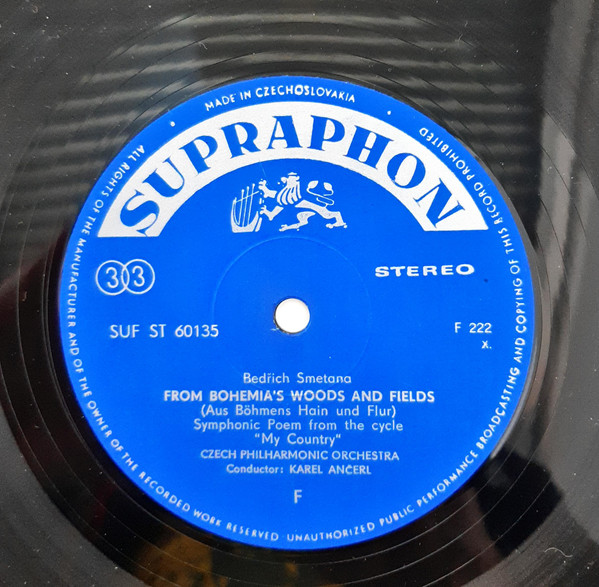 MADE IN CZECHOSLOVAKIA
ALL RIGHTS OF THE MANUFACTURER AND OF THE OWNER OF THE RECORDED WORK RESERVED · UNAUTHORIZED PUBLIC PERFORMANCE BROADCASTING AND COPYING OF THIS RECORD PROHIBITED
SUPRAPHON
33
STEREO
SUF ST 60135
F 222
x.
Bedřich Smetana
FROM BOHEMIA'S WOODS AND FIELDS
(Aus Böhmens Hain und Flur)
Symphonic Poem from the cycle
"My Country"
CZECH PHILHARMONIC ORCHESTRA
Conductor: KAREL ANČERL
F